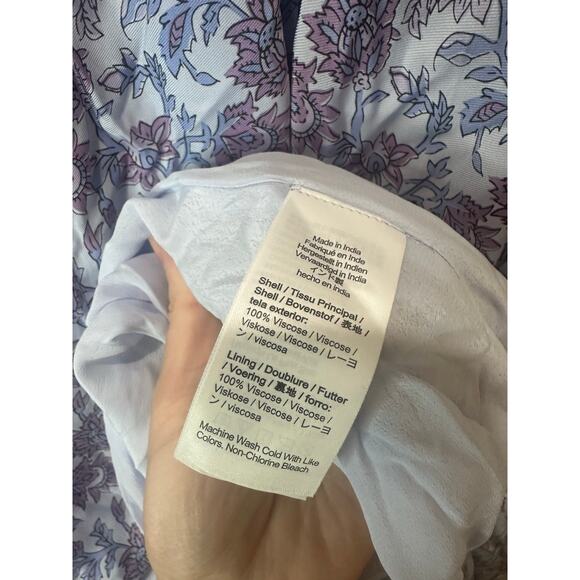 Made in India
Fabriqué en Inde
Hergestellt in Indien
Vervaardigd in India
インド製
hecho en India
Shell / Tissu Principal /
Shell / Bovenstof / 表地 /
tela exterior:
100% Viscose / Viscose /
Viskose / Viscose / レーヨ
ン / viscosa
Lining / Doublure / Futter
/ Voering / 裏地 / forro:
100% Viscose / Viscose /
Viskose / Viscose / レーヨ
ン / viscosa
Machine Wash Cold With Like
Colors. Non-Chlorine Bleach